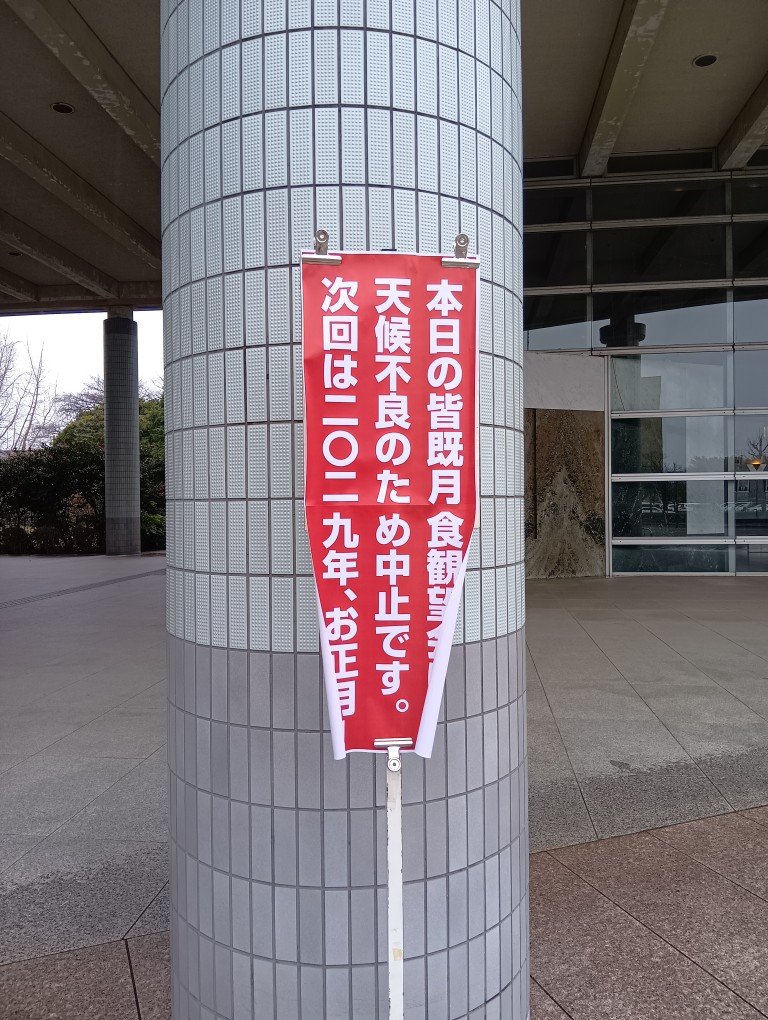 本日の皆既月食観望会
天候不良のため中止です。
次回は二〇二九年、お正月